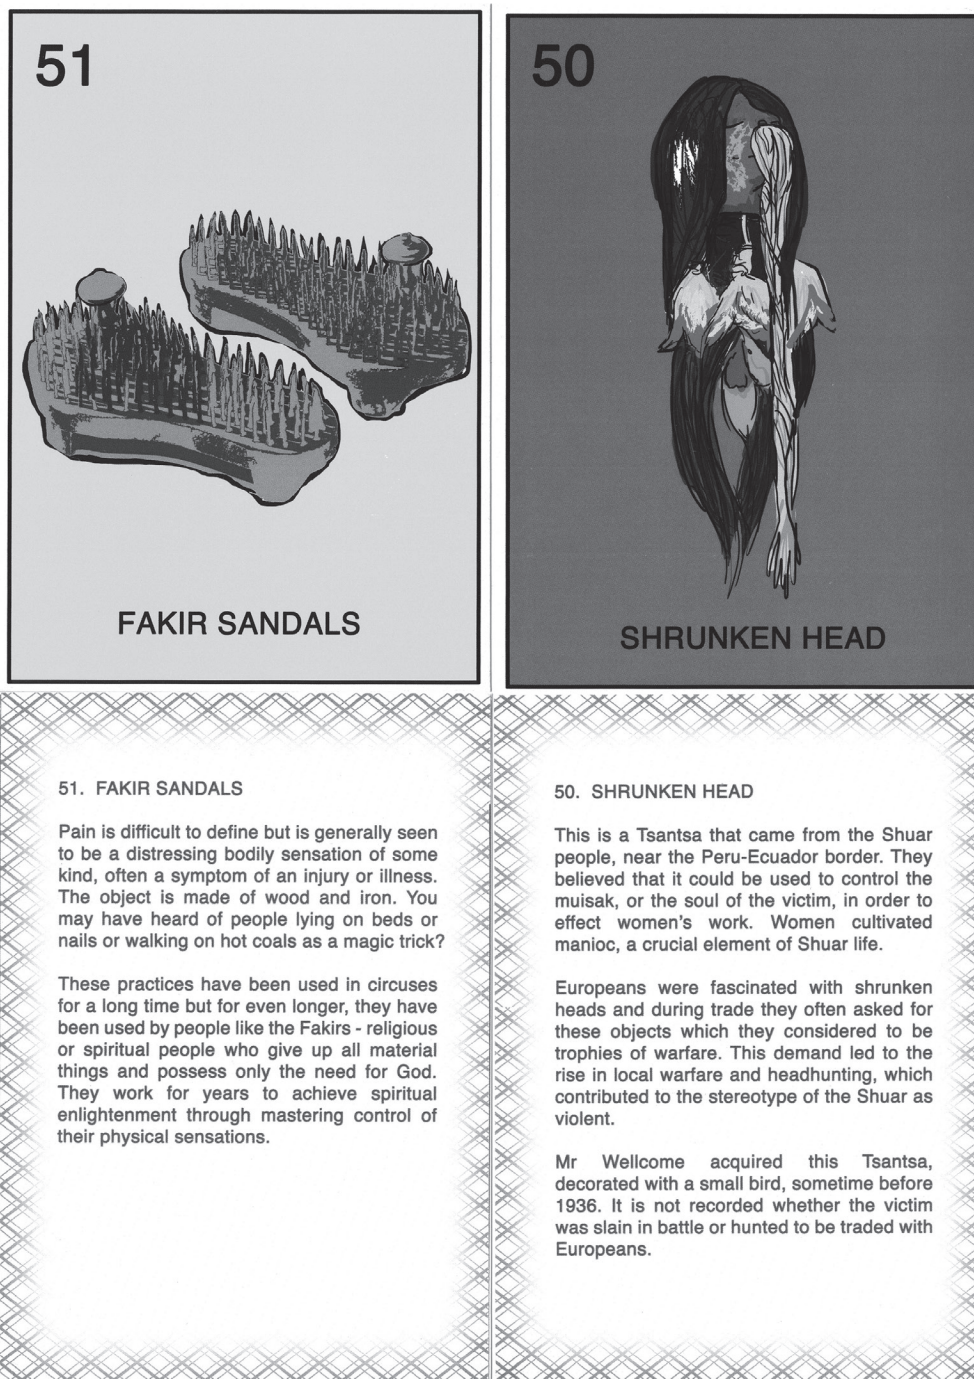 51
FAKIR SANDALS
50
SHRUNKEN HEAD
51. FAKIR SANDALS
Pain is difficult to define but is generally seen
to be a distressing bodily sensation of some
kind, often a symptom of an injury or illness.
The object is made of wood and iron. You
may have heard of people lying on beds or
nails or walking on hot coals as a magic trick?
These practices have been used in circuses
for a long time but for even longer, they have
been used by people like the Fakirs - religious
or spiritual people who give up all material
things and possess only the need for God.
They work for years to achieve spiritual
enlightenment through mastering control of
their physical sensations.
50. SHRUNKEN HEAD
This is a Tsantsa that came from the Shuar
people, near the Peru-Ecuador border. They
believed that it could be used to control the
muisak, or the soul of the victim, in order to
effect women's work. Women cultivated
manioc, a crucial element of Shuar life.
Europeans were fascinated with shrunken
heads and during trade they often asked for
these objects which they considered to be
trophies of warfare. This demand led to the
rise in local warfare and headhunting, which
contributed to the stereotype of the Shuar as
violent.
Mr Wellcome acquired this Tsantsa,
decorated with a small bird, sometime before
1936. It is not recorded whether the victim
was slain in battle or hunted to be traded with
Europeans.